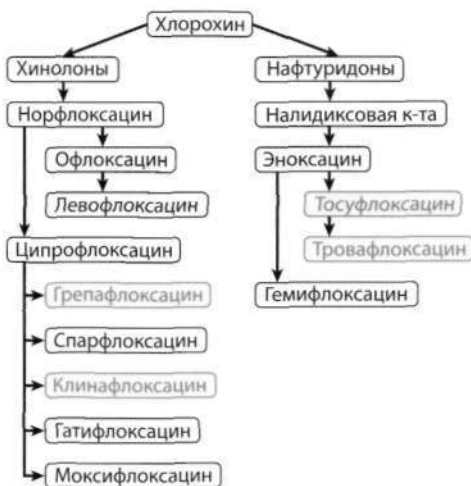 Хлорохин
Хинолоны
Нафтуридоны
Норфлоксацин
Налидиксовая к-та
Офлоксацин
Эноксацин
Левофлоксацин
Тосуфлоксацин
Ципрофлоксацин
Тровафлоксацин
Грепафлоксацин
Гемифлоксацин
Спарфлоксацин
Клинафлоксацин
Гатифлоксацин
Моксифлоксацин